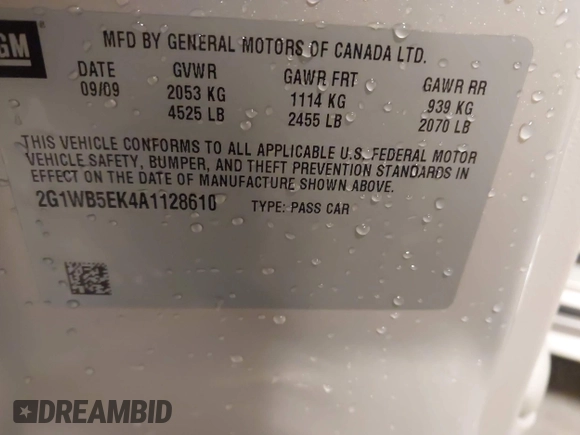 GM
MFD BY GENERAL MOTORS OF CANADA LTD.
DATE GVWR GAWR FRT GAWR RR
09/09 2053 KG 1114 KG 939 KG
4525 LB 2455 LB 2070 LB
THIS VEHICLE CONFORMS TO ALL APPLICABLE U.S. FEDERAL MOTOR
VEHICLE SAFETY, BUMPER, AND THEFT PREVENTION STANDARDS IN
EFFECT ON THE DATE OF MANUFACTURE SHOWN ABOVE.
2G1WB5EK4A1128610 TYPE: PASS CAR
DREAMBID